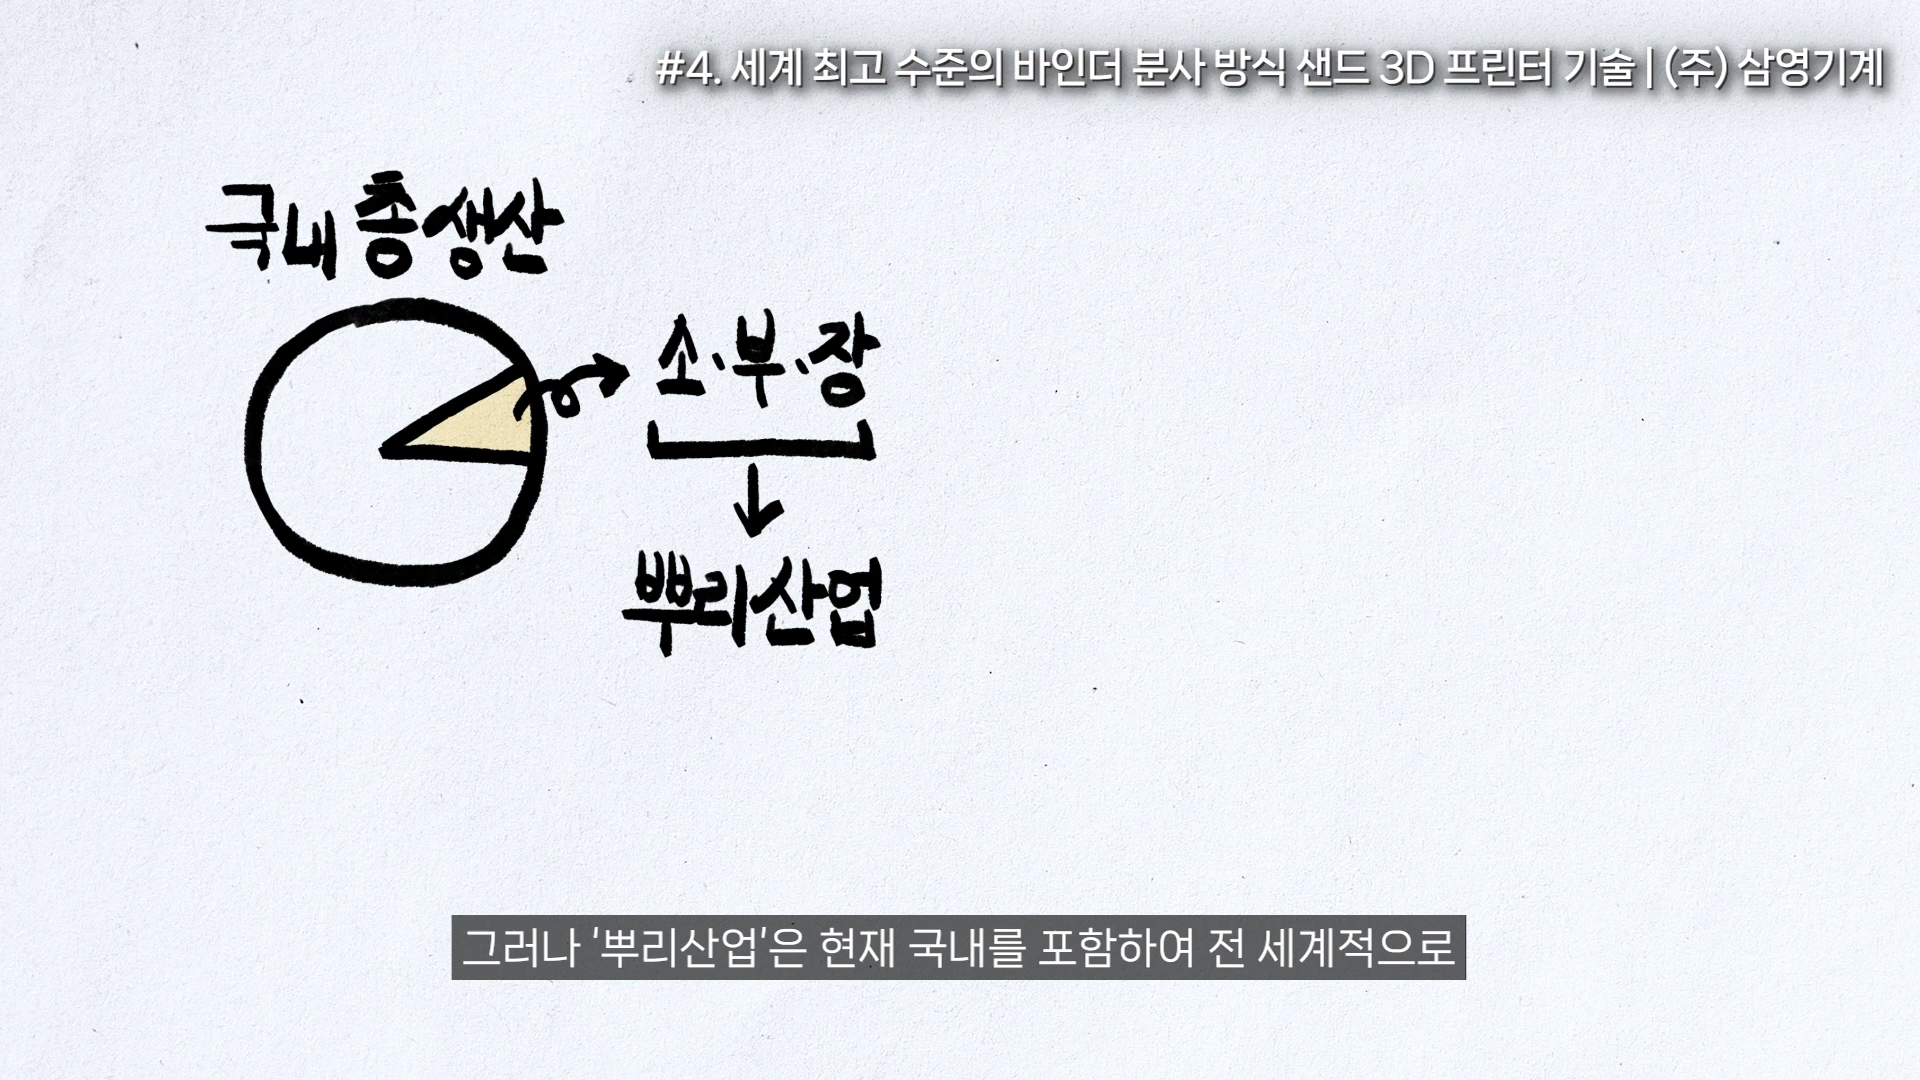 #4. 세계 최고 수준의 바인더 분사 방식 샌드 3D 프린터 기술 | (주) 삼영기계
국내 총생산
소·부·장
뿌리산업
그러나 '뿌리산업'은 현재 국내를 포함하여 전 세계적으로